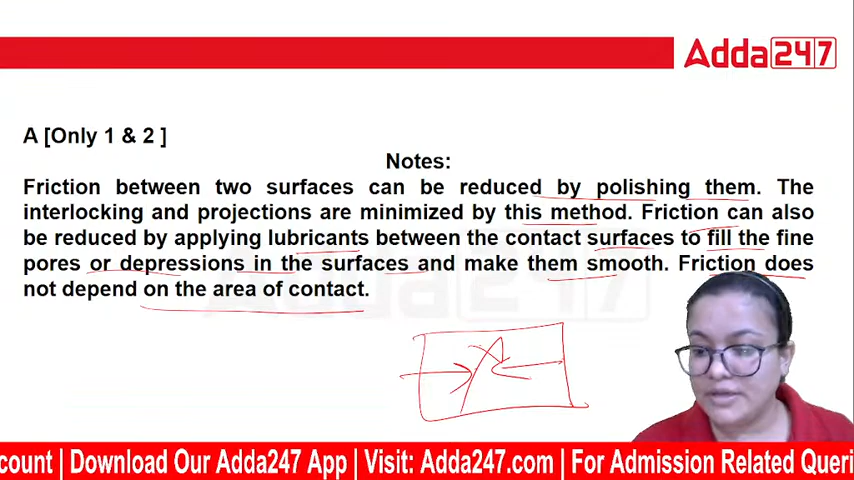 Adda247
A [Only 1 & 2 ]
Notes:
Friction between two surfaces can be reduced by polishing them. The
interlocking and projections are minimized by this method. Friction can also
be reduced by applying lubricants between the contact surfaces to fill the fine
pores or depressions in the surfaces and make them smooth. Friction does
not depend on the area of contact.
count | Download Our Adda247 App | Visit: Adda247.com | For Admission Related Queri